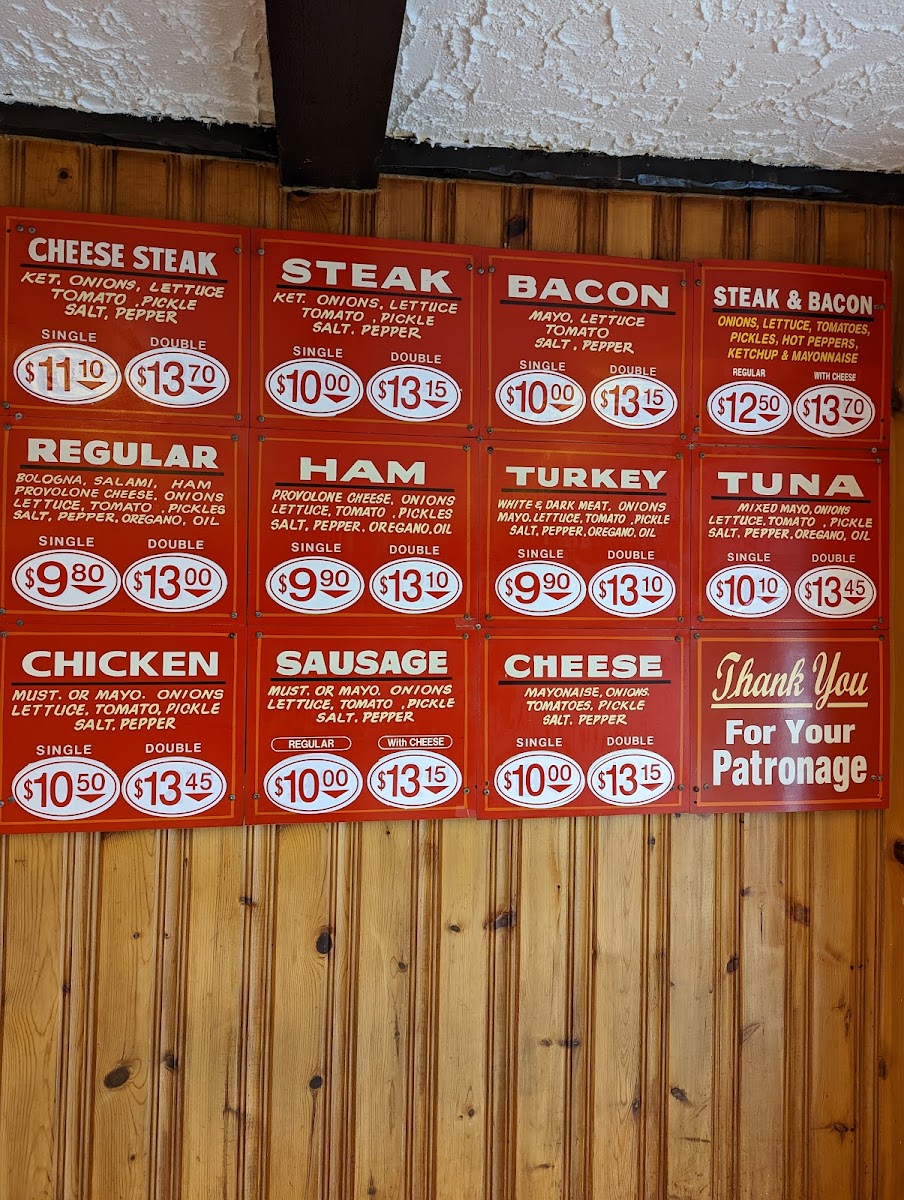 CHEESE STEAK
KET. ONIONS, LETTUCE
TOMATO .PICKLE
SALT, PEPPER
SINGLE DOUBLE
$11.10 $13.70
STEAK
KET. ONIONS, LETTUCE
TOMATO .PICKLE
SALT, PEPPER
SINGLE DOUBLE
$10.00 $13.15
BACON
MAYO. LETTUCE
TOMATO
SALT, PEPPER
SINGLE DOUBLE
$10.00 $13.15
STEAK & BACON
ONIONS, LETTUCE, TOMATOES,
PICKLES, HOT PEPPERS,
KETCHUP & MAYONNAISE
REGULAR WITH CHEESE
$12.50 $13.70
REGULAR
BOLOGNA, SALAMI, HAM
PROVOLONE CHEESE. ONIONS
LETTUCE, TOMATO , PICKLES
SALT. PEPPER. OREGANO, OIL
SINGLE DOUBLE
$9.80 $13.00
HAM
PROVOLONE CHEESE, ONIONS
LETTUCE, TOMATO , PICKLES
SALT, PEPPER. OREGANO. OIL
SINGLE DOUBLE
$9.90 $13.10
TURKEY
WHITE & DARK MEAT. ONIONS
MAYO. LETTUCE, TOMATO , PICKLE
SALT, PEPPER, OREGANO, OIL
SINGLE DOUBLE
$9.90 $13.10
TUNA
MIXED MAYO, ONIONS
LETTUCE, TOMATO , PICKLE
SALT. PEPPER. OREGANO, OIL
SINGLE DOUBLE
$10.10 $13.45
CHICKEN
MUST. OR MAYO. ONIONS
LETTUCE, TOMATO, PICKLE
SALT. PEPPER
SINGLE DOUBLE
$10.50 $13.45
SAUSAGE
MUST. OR MAYO. ONIONS
LETTUCE, TOMATO , PICKLE
SALT. PEPPER
REGULAR With CHEESE
$10.00 $13.15
CHEESE
MAYONAISE, ONIONS.
TOMATOES, PICKLE
SALT. PEPPER
SINGLE DOUBLE
$10.00 $13.15
Thank You
For Your
Patronage